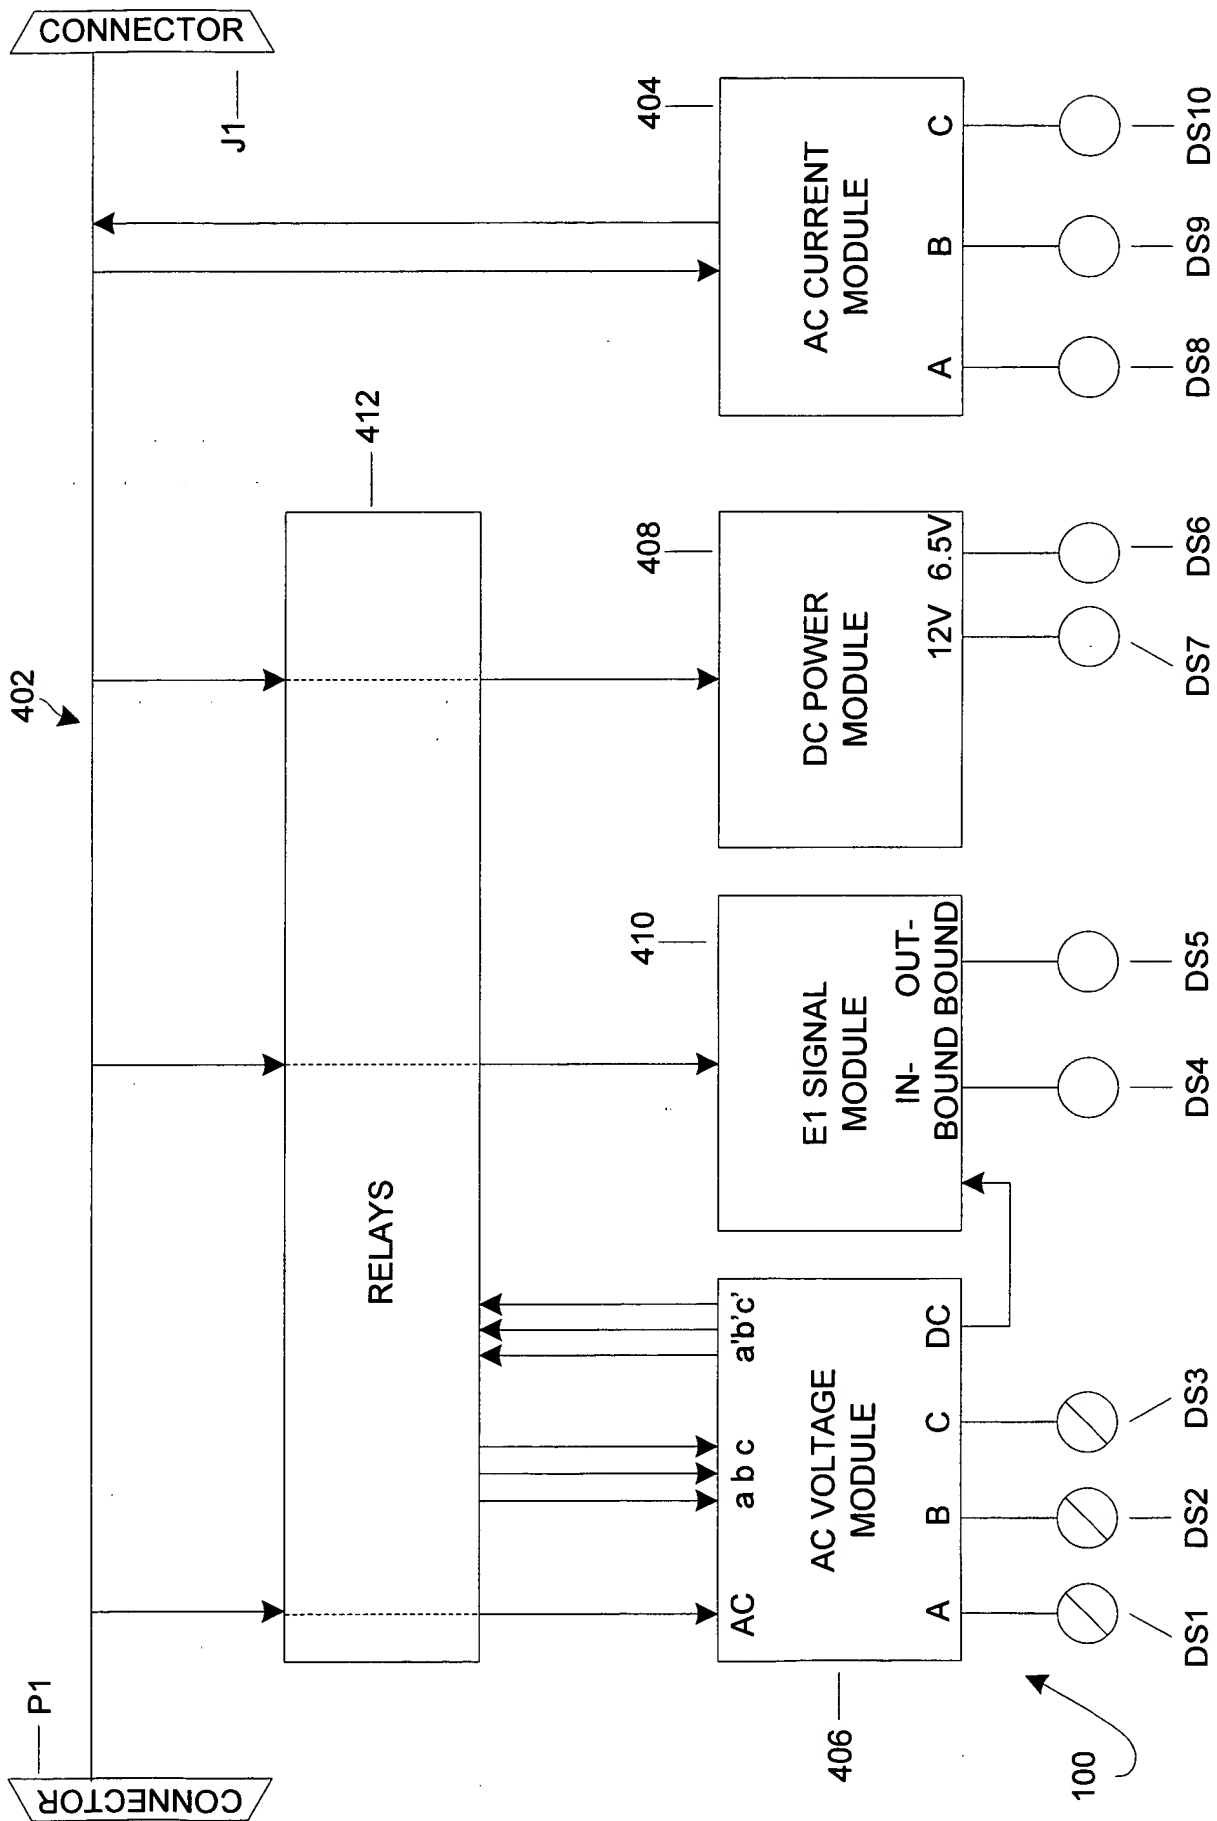 CONNECTOR
P1
402
CONNECTOR
J1
412
RELAYS
406
410
408
404
AC
a b c
a'b'c'
AC VOLTAGE
MODULE
A
B
C
DC
E1 SIGNAL
MODULE
IN-
BOUND
OUT-
BOUND
DC POWER
MODULE
12V
6.5V
AC CURRENT
MODULE
A
B
C
100
DS1
DS2
DS3
DS4
DS5
DS7
DS6
DS8
DS9
DS10